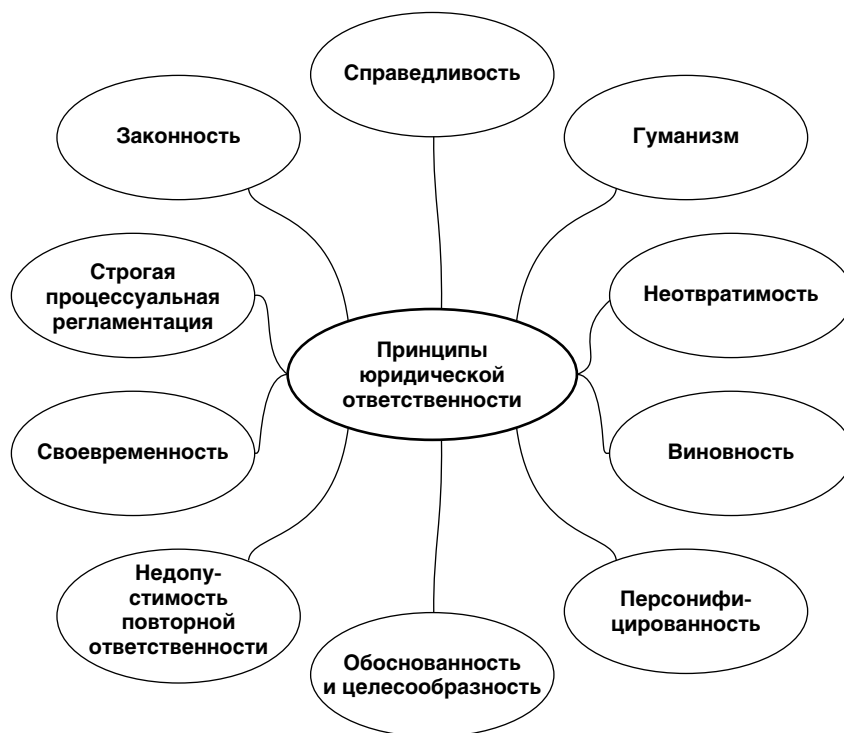 Справедливость
Законность
Гуманизм
Строгая
процессуальная
регламентация
Неотвратимость
Принципы
юридической
ответственности
Своевременность
Виновность
Недопу-
стимость
повторной
ответственности
Персонифи-
цированность
Обоснованность
и целесообразность